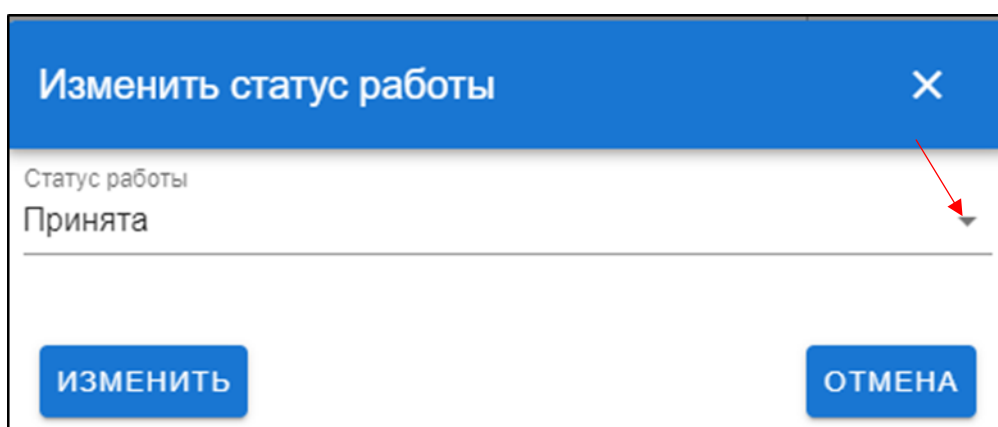 Изменить статус работы
Статус работы
Принята
ИЗМЕНИТЬ
ОТМЕНА